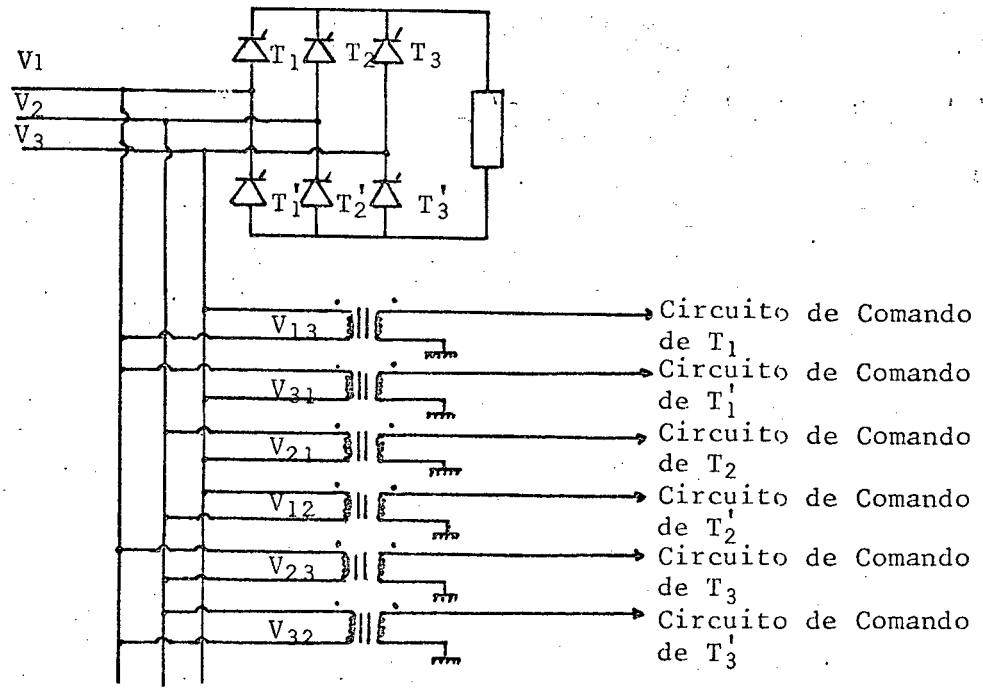 T₁ T₂ T₃
V1
V₂
V₃
T₁' T₂' T₃'
V₁₃
Circuito de Comando
de T₁
V₃₁
Circuito de Comando
de T₁'
V₂₁
Circuito de Comando
de T₂
V₁₂
Circuito de Comando
de T₂'
V₂₃
Circuito de Comando
de T₃
V₃₂
Circuito de Comando
de T₃'